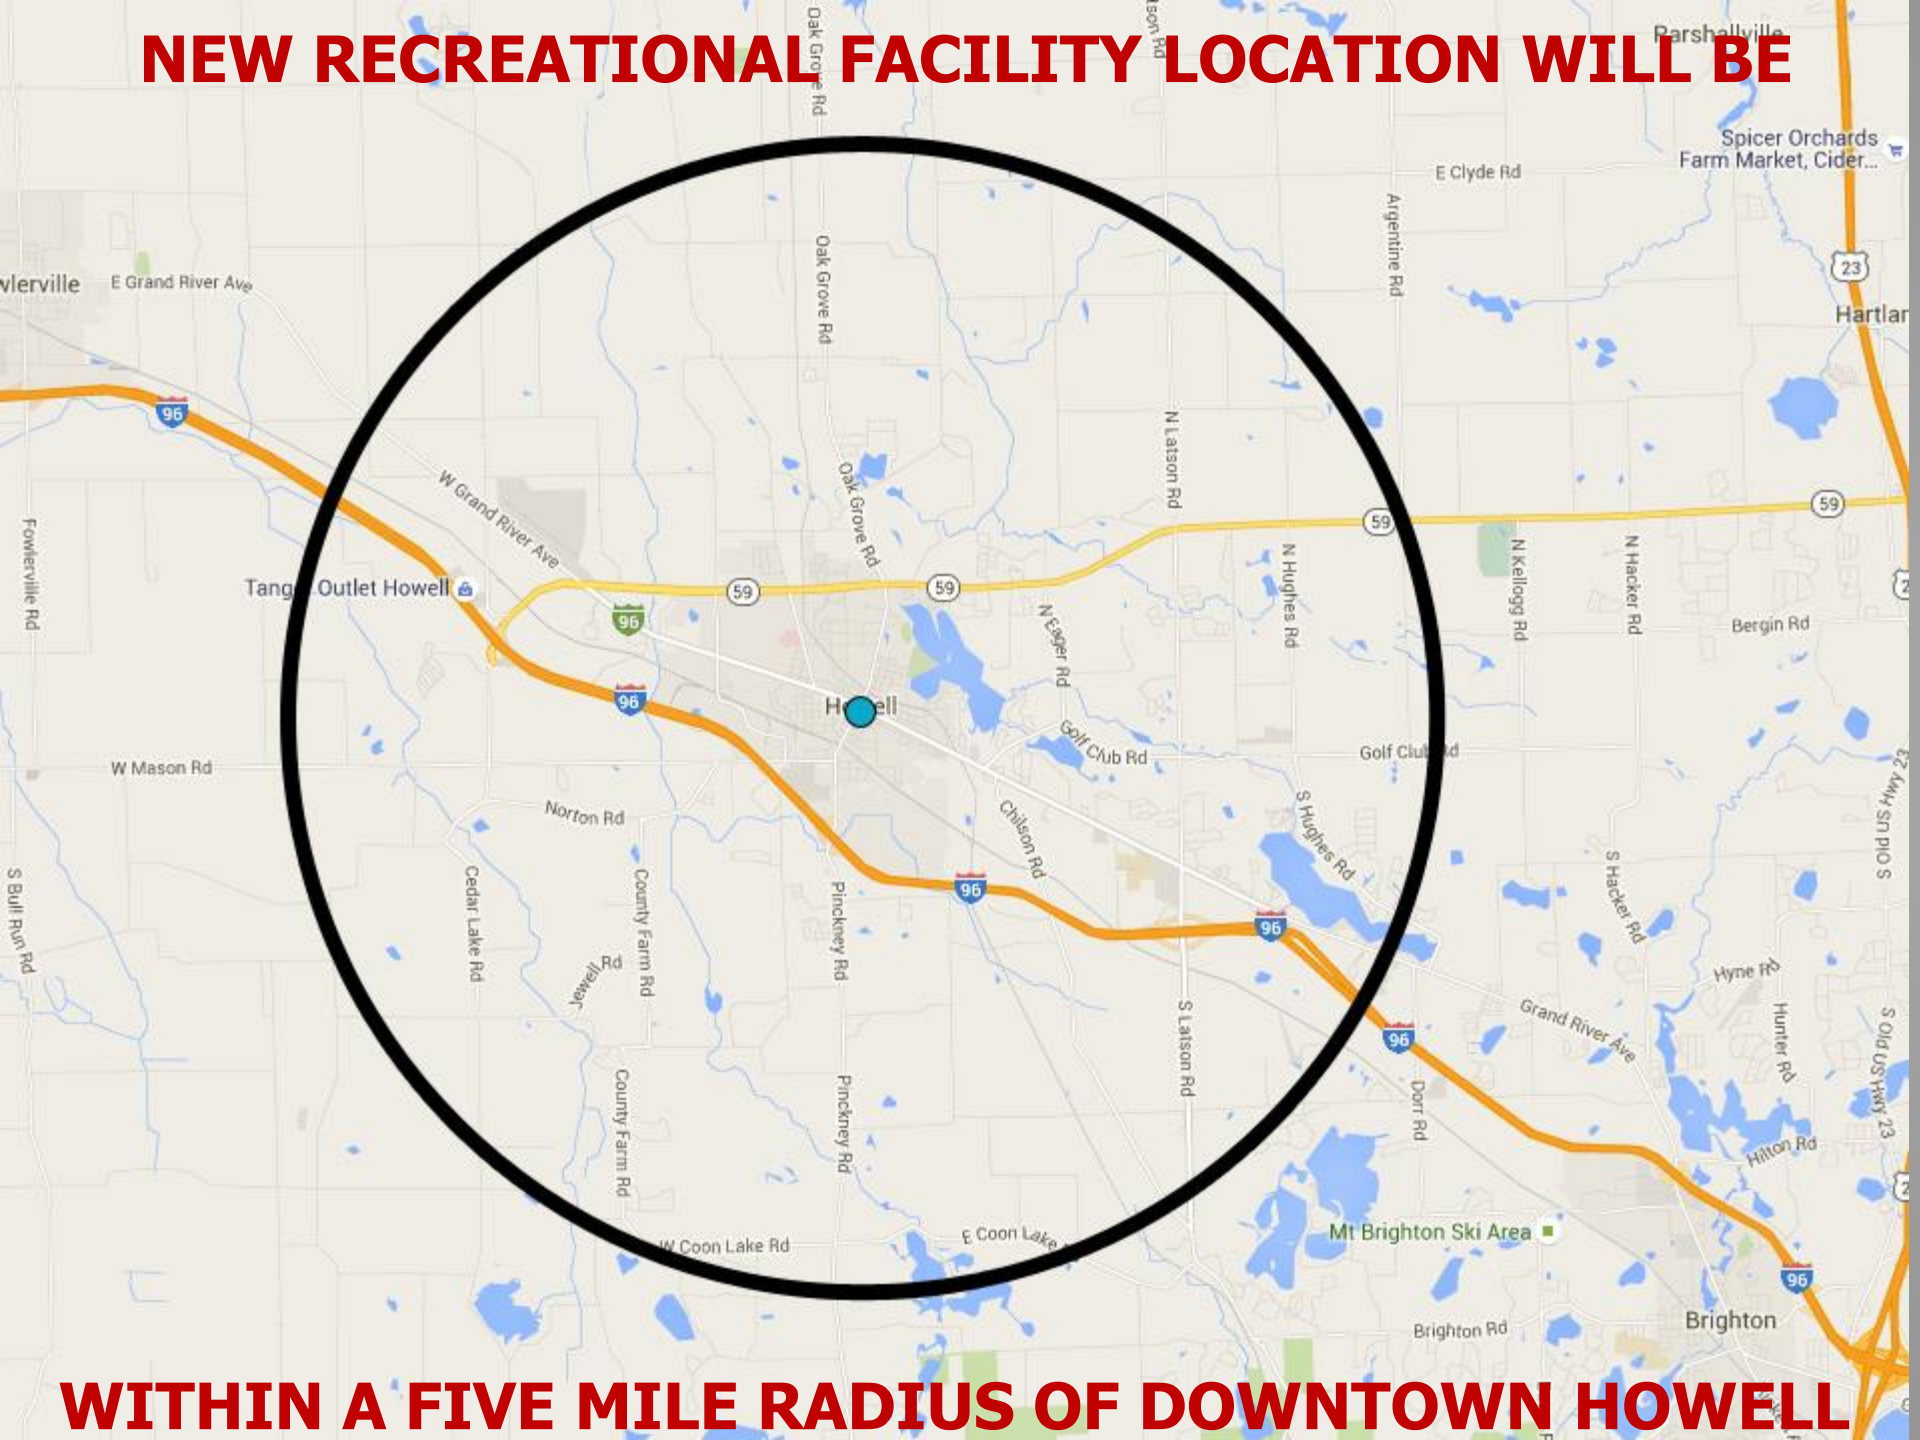 NEW RECREATIONAL FACILITY LOCATION WILL BE
Parshallville
Oak Grove Rd
Spicer Orchards
Farm Market, Cider...
E Clyde Rd
Argentine Rd
Oak Grove Rd
23
E Grand River Ave
Hartlan
96
N Latson Rd
Oak Grove Rd
W Grand River Ave
59
59
Fowlerville Rd
N Hughes Rd
N Kellogg Rd
N Hacker Rd
Outlet Howell
59
59
96
N Eager Rd
Bergin Rd
96
Golf Club Rd
W Mason Rd
Norton Rd
Chilson Rd
S Hughes Rd
S Old US Hwy 23
S Bull Run Rd
Cedar Lake Rd
County Farm Rd
Pinckney Rd
96
S Hacker Rd
96
Jewell Rd
Hyne Rd
S Latson Rd
Grand River Ave
Hunter Rd
S Old US Hwy 23
96
Dorr Rd
County Farm Rd
Pinckney Rd
Hilton Rd
W Coon Lake Rd
E Coon Lake
Mt Brighton Ski Area
96
Brighton Rd
Brighton
WITHIN A FIVE MILE RADIUS OF DOWNTOWN HOWELL